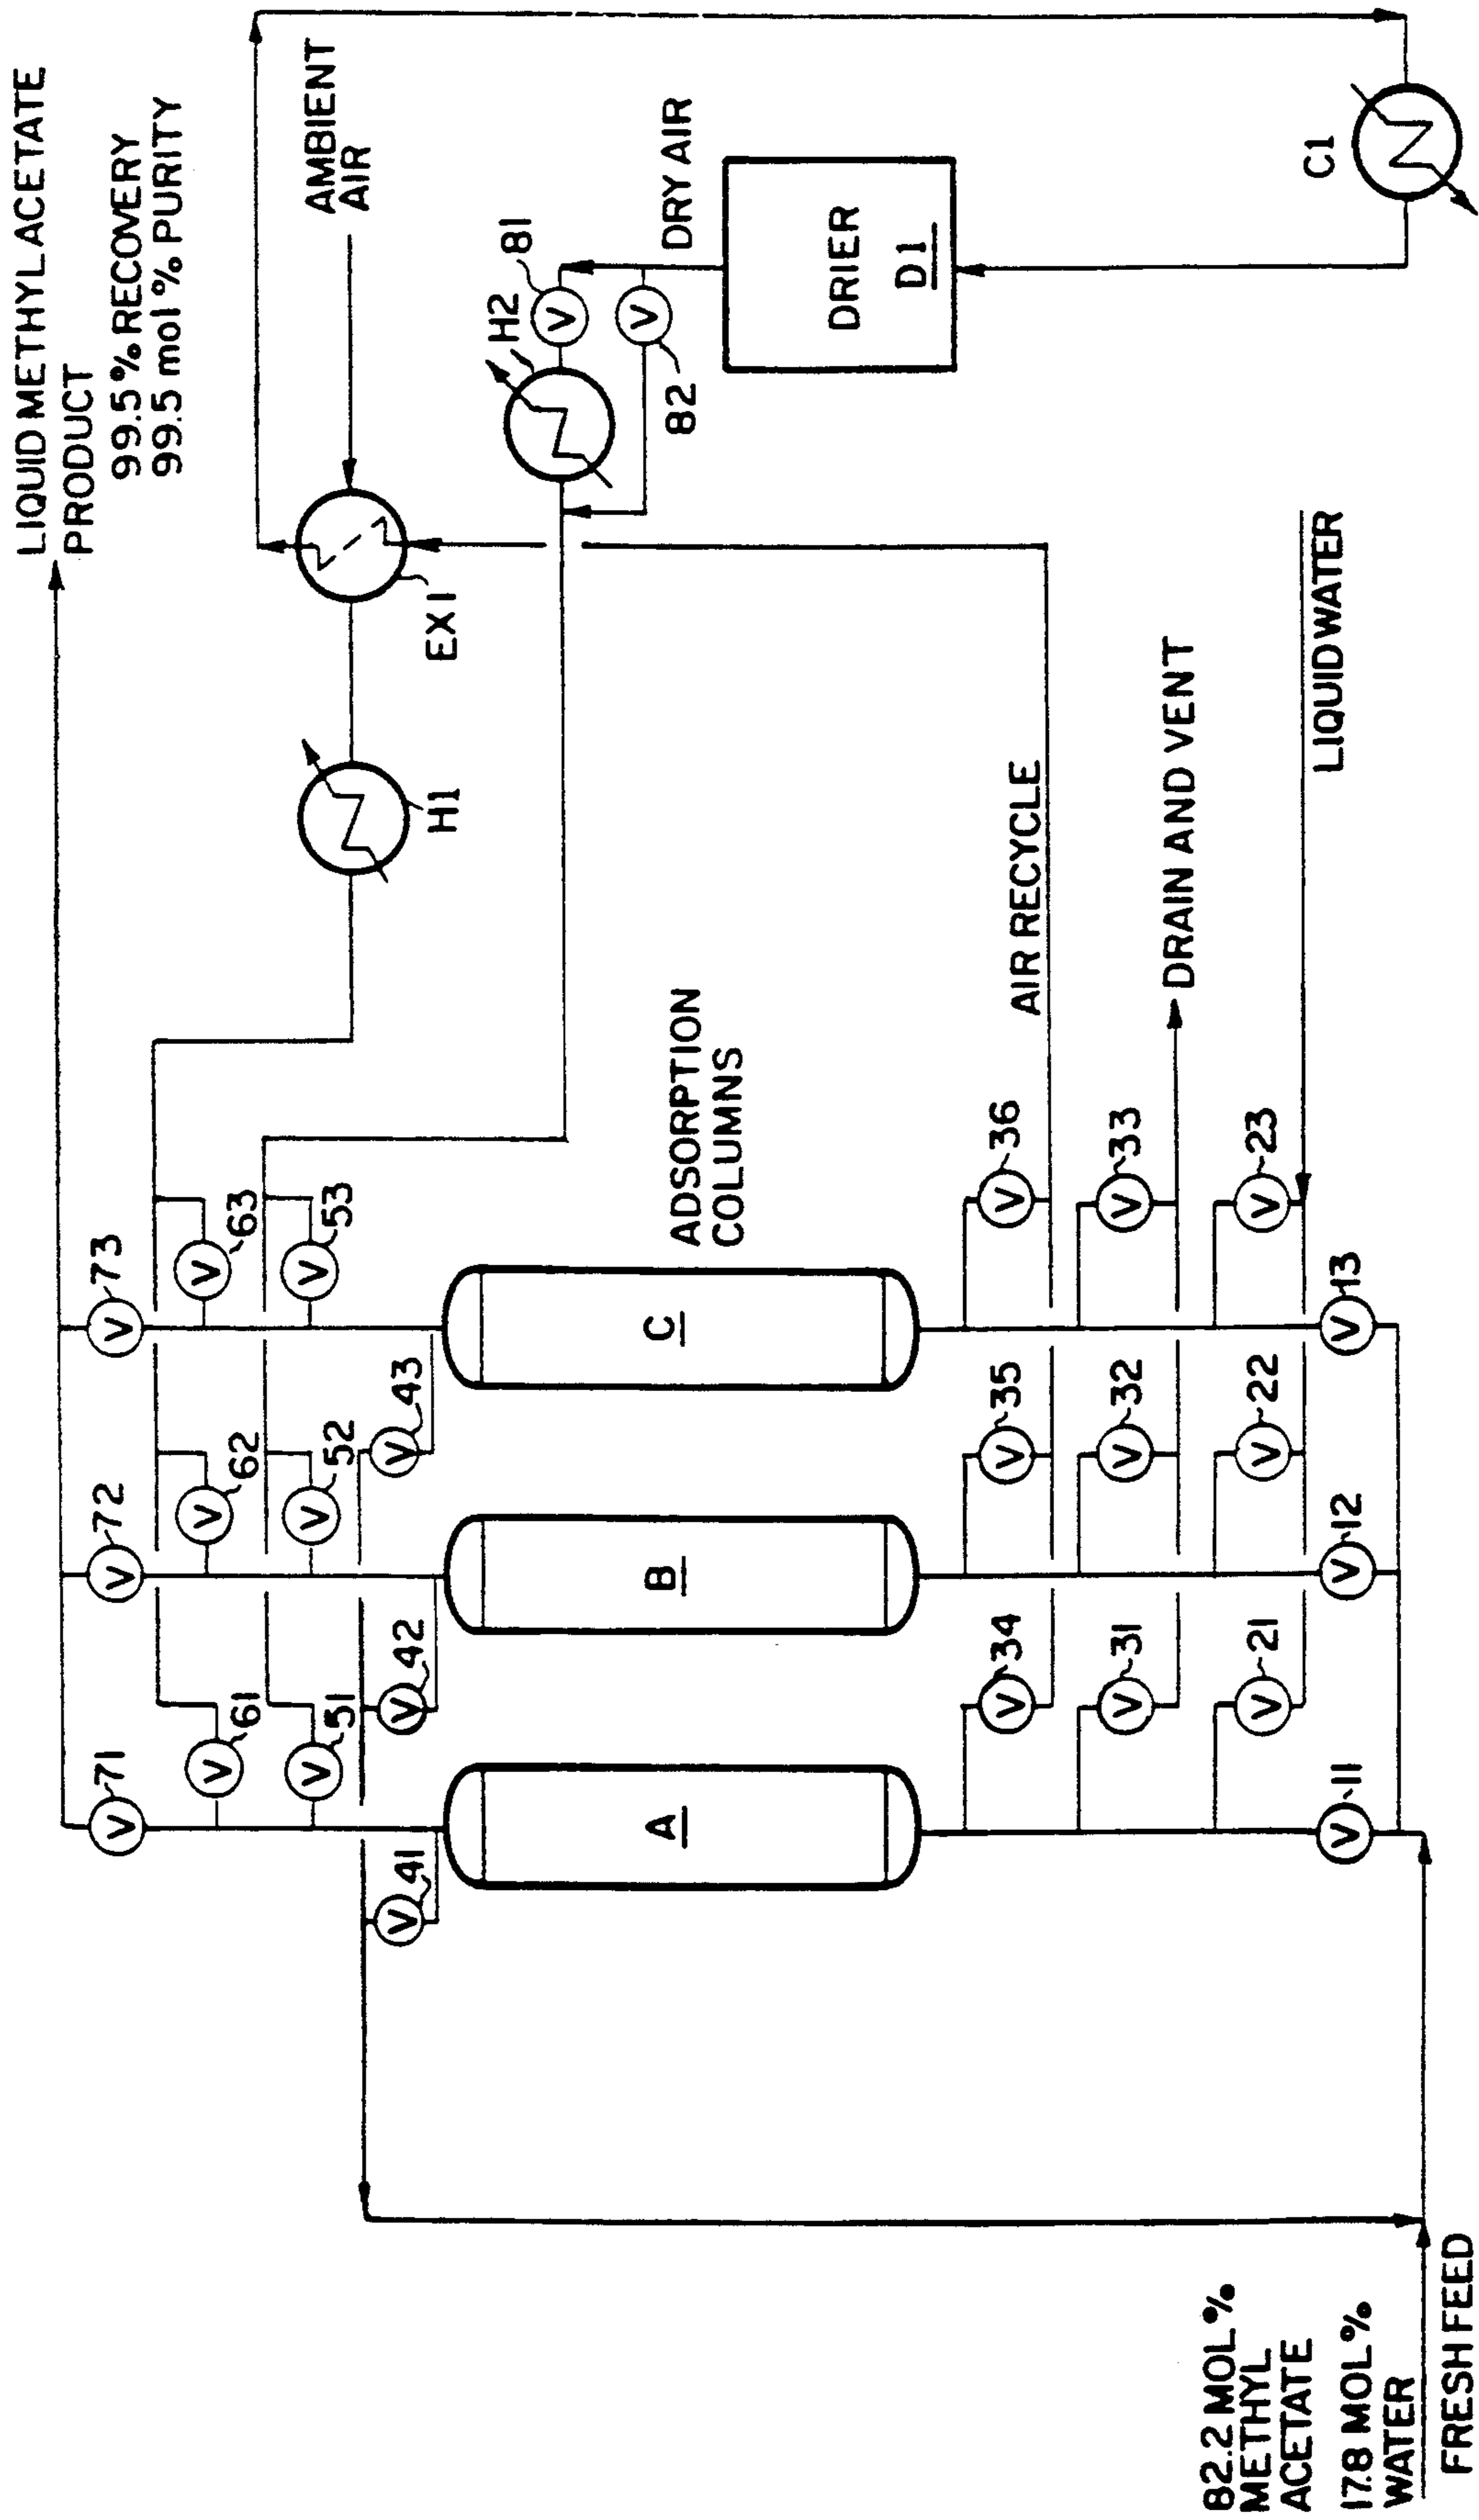 LIQUID METHYL ACETATE
PRODUCT
99.5 % RECOVERY
99.5 mol % PURITY
AMBIENT
AIR
EX1
H1
H2
81
82
DRY AIR
DRIER
D1
C1
71
72
73
61
62
63
51
52
53
41
42
43
V
V
V
V
V
V
V
V
V
V
V
V
V
V
A
B
C
ADSORPTION
COLUMNS
34
35
36
AIR RECYCLE
31
32
33
DRAIN AND VENT
21
22
23
LIQUID WATER
11
12
13
V
V
V
V
V
V
V
V
V
V
V
V
82.2 MOL %
METHYL
ACETATE
17.8 MOL %
WATER
FRESH FEED